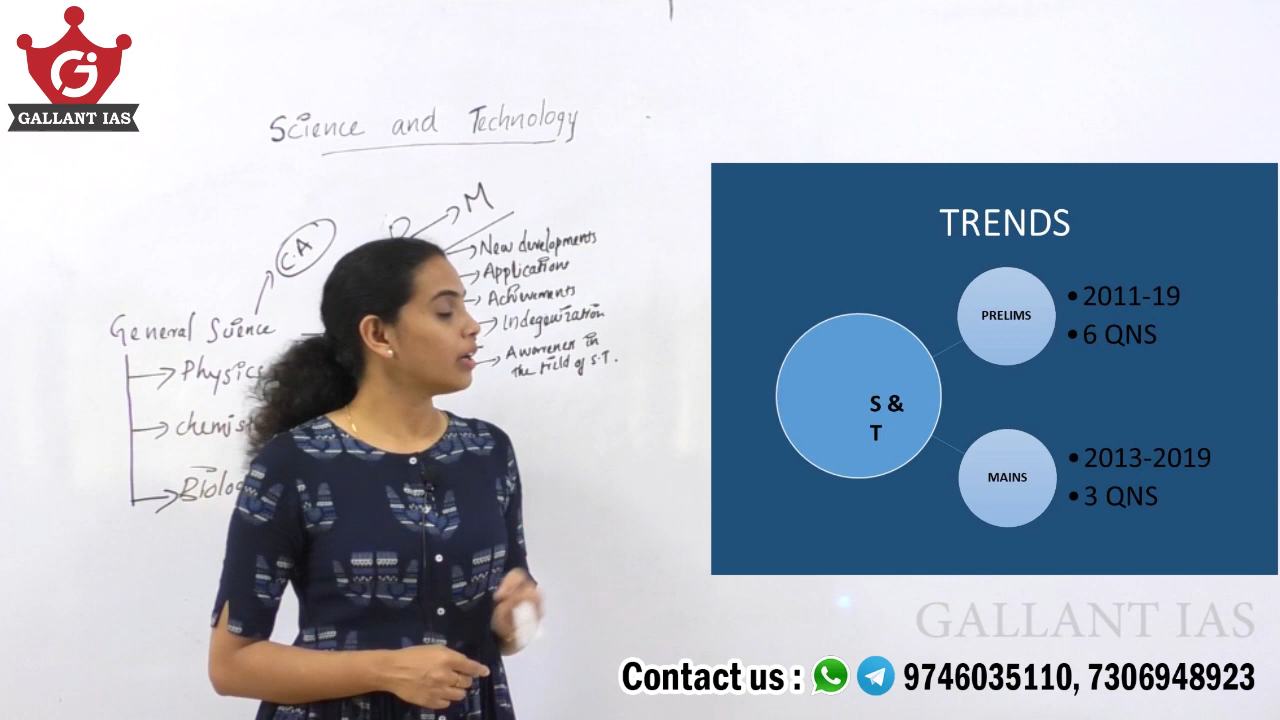 GALLANT IAS
Science and Technology
M
C.A
New developments
Application
Achievements
Indegenization
Awareness in
the field of S.T.
General Science
Physics
TRENDS
PRELIMS
• 2011-19
• 6 QNS
S &
T
MAINS
• 2013-2019
• 3 QNS
GALLANT IAS
Contact us : 9746035110, 7306948923